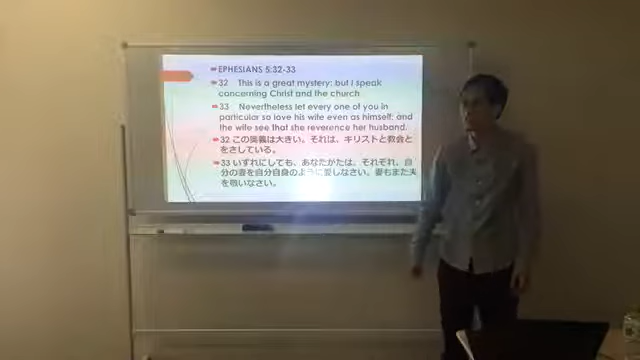 EPHESIANS 5:32-33
32 This is a great mystery: but I speak
concerning Christ and the church
33 Nevertheless let every one of you in
particular so love his wife even as himself; and
the wife see that she reverence her husband.
32 この奥義は大きい。それは、キリストと教会と
をさしている。
33 いずれにしても、あなたがたは、それぞれ、自
分の妻を自分自身のように愛しなさい。妻もまた夫
を敬いなさい。